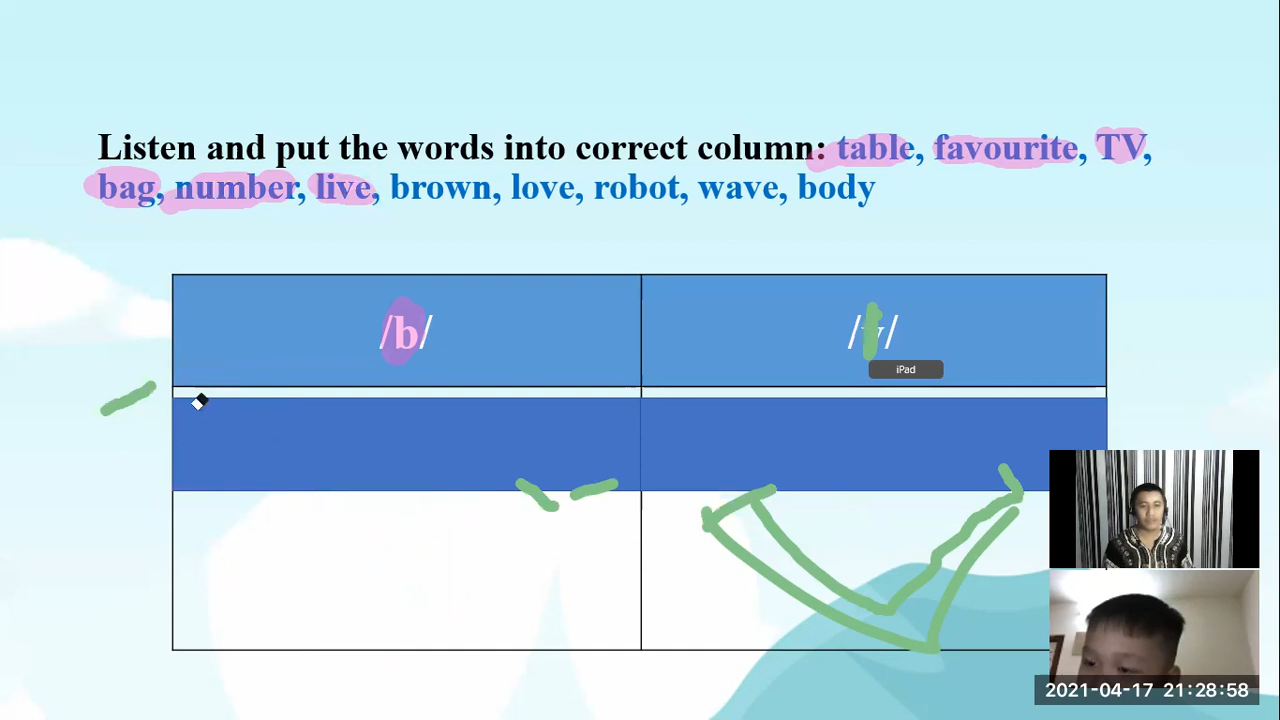 Listen and put the words into correct column: table, favourite, TV,
bag, number, live, brown, love, robot, wave, body
/b/
/v/
iPad
2021-04-17 21:28:58